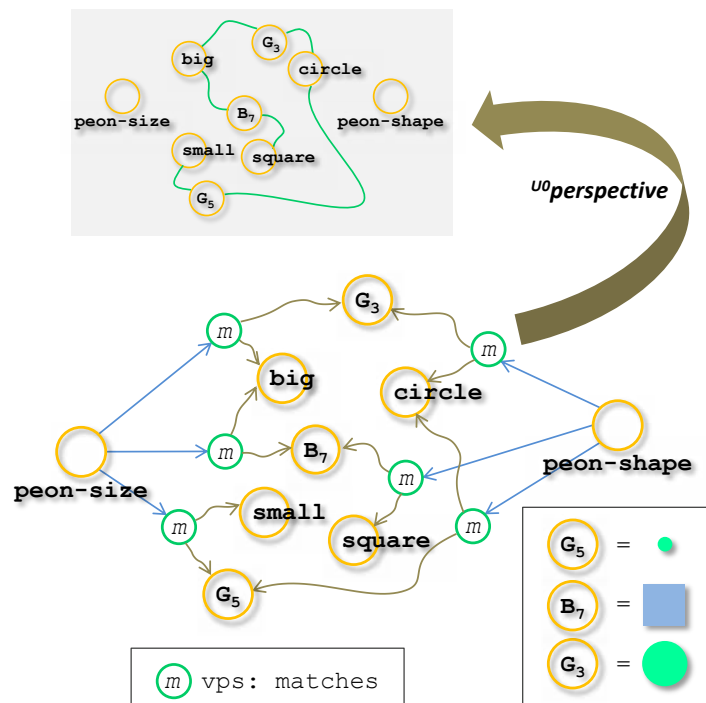 G3
big
circle
peon-size
B7
peon-shape
small
square
G5
U0perspective
m
G3
m
big
circle
peon-size
m
B7
m
peon-shape
m
small
square
m
G5
G5 =
B7 =
G3 =
m vps: matches